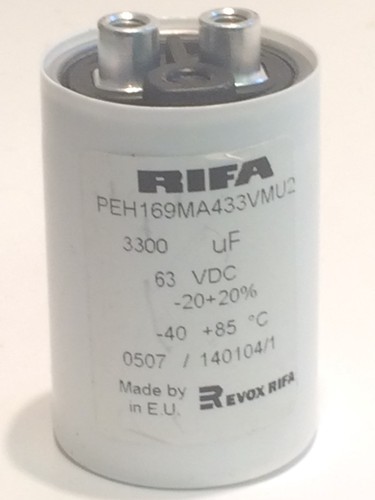 RIFA
PEH169MA433VMU2
3300 uF
63 VDC
-20+20%
-40 +85 °C
0507 / 140104/1
Made by
in E.U.
EVOX RIFA